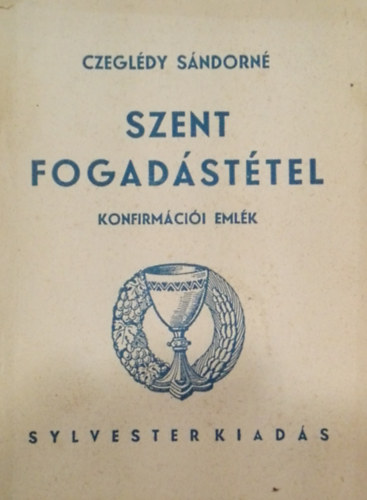 CZEGLÉDY SÁNDORNÉ
SZENT
FOGADÁSTÉTEL
KONFIRMÁCIÓI EMLÉK
SYLVESTER KIADÁS